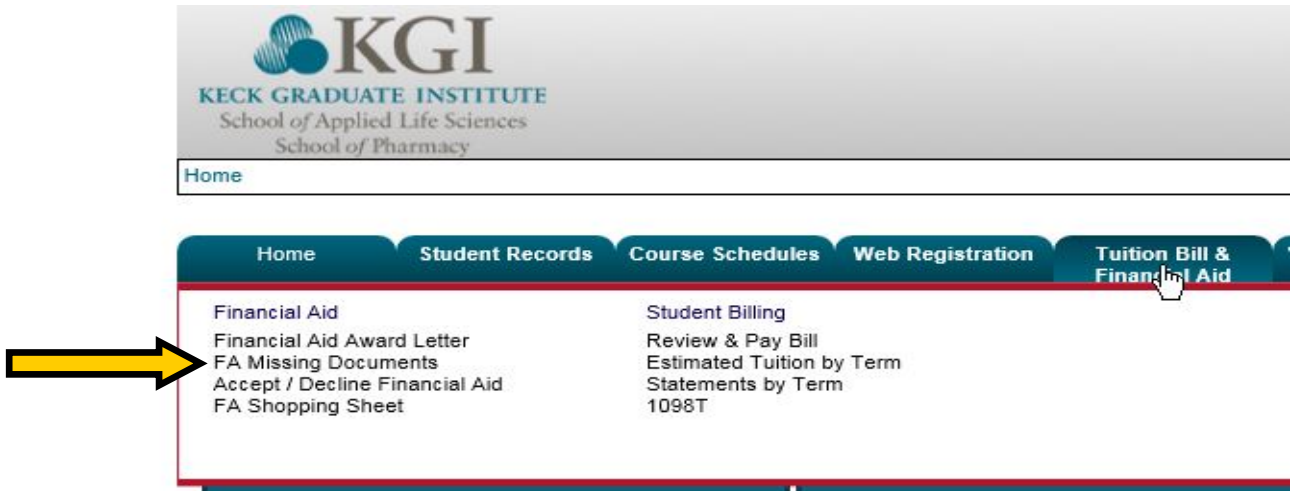 KGI
KECK GRADUATE INSTITUTE
School of Applied Life Sciences
School of Pharmacy
Home
Home
Student Records
Course Schedules
Web Registration
Tuition Bill &
Financial Aid
Financial Aid
Financial Aid Award Letter
FA Missing Documents
Accept / Decline Financial Aid
FA Shopping Sheet
Student Billing
Review & Pay Bill
Estimated Tuition by Term
Statements by Term
1098T